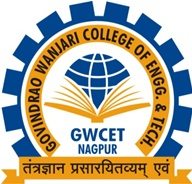 GOVINDRAO WANJARI COLLEGE OF ENGG. & TECH.
GWCET
NAGPUR
तंत्रज्ञान प्रसारयितव्यम् एवं